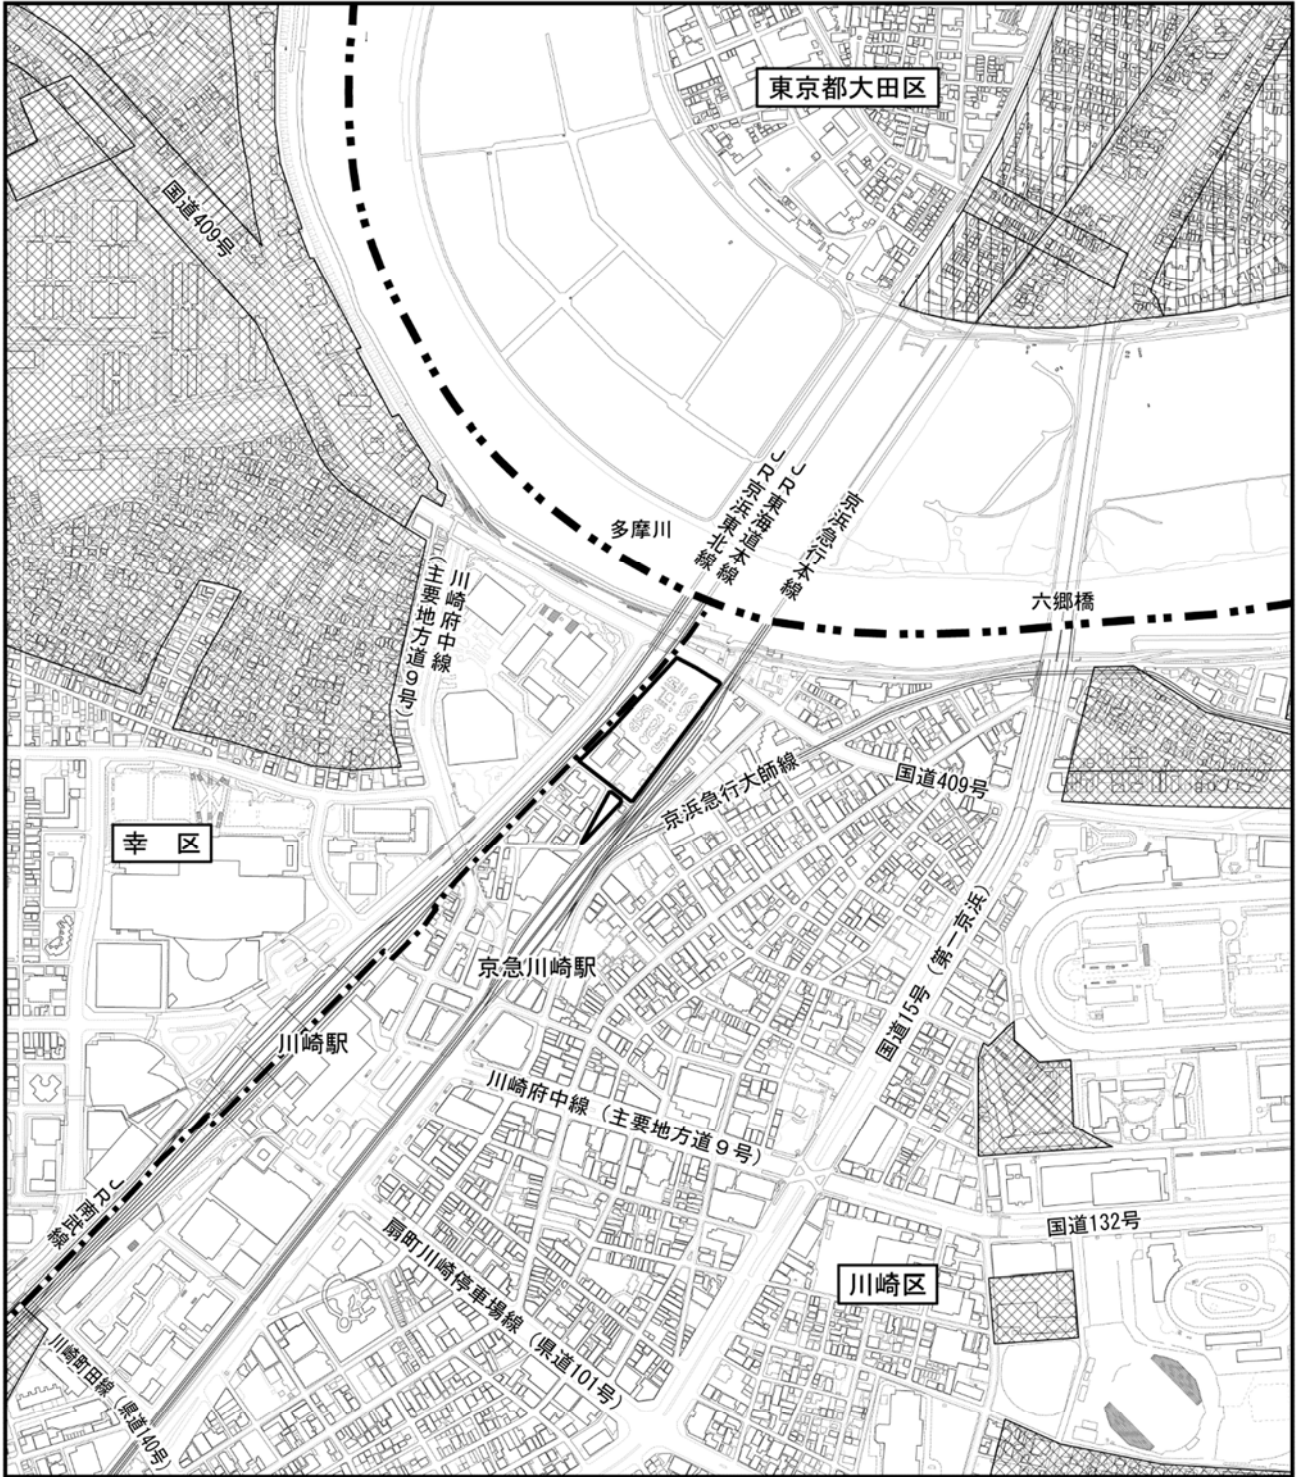 東京都大田区
国道409号
JR東海道本線
JR京浜東北線
京浜急行本線
多摩川
六郷橋
川崎府中線
(主要地方道9号)
京浜急行大師線
国道409号
幸 区
国道15号(第一京浜)
京急川崎駅
川崎駅
川崎府中線(主要地方道9号)
JR南武線
国道132号
扇町川崎停車場線(県道101号)
川崎区
川崎町田線(県道140号)